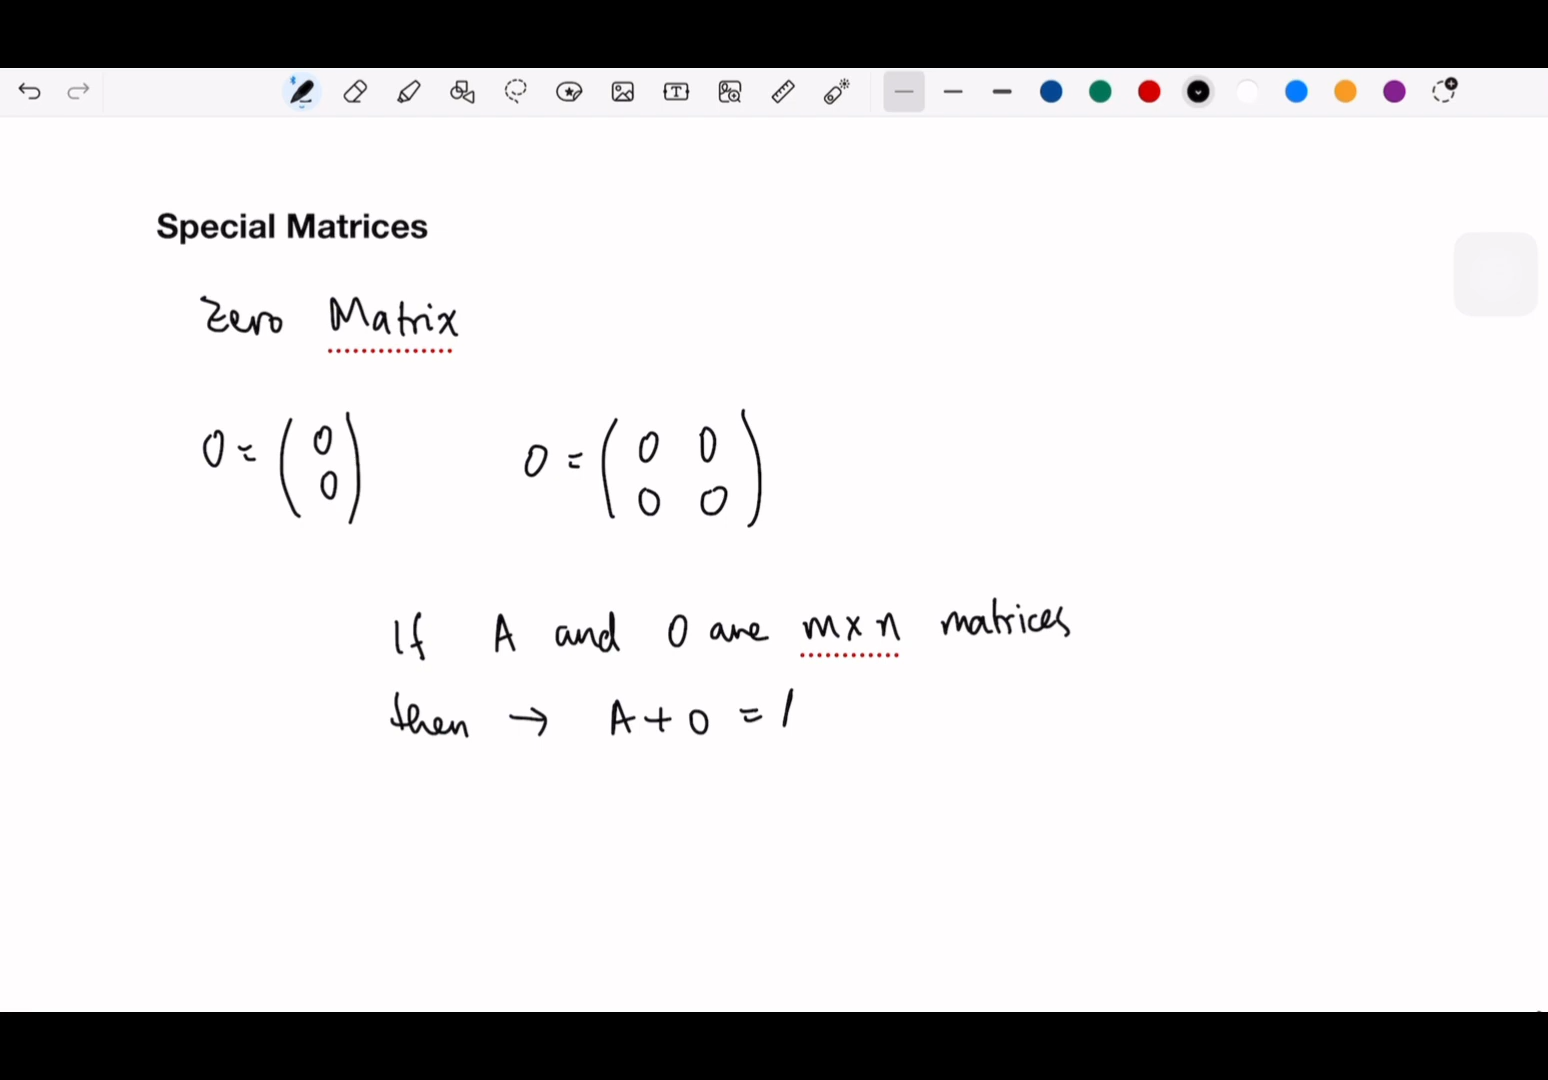 Special Matrices
Zero Matrix
0 = ( 0 0 )
0 = ( 0 0 0 0 )
If A and 0 are m x n matrices
then → A + 0 = /